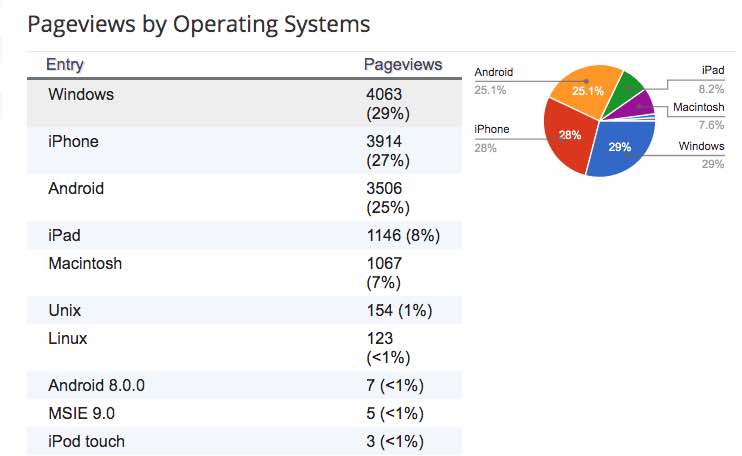 Pageviews by Operating Systems
Entry Pageviews
Windows 4063
(29%)
iPhone 3914
(27%)
Android 3506
(25%)
iPad 1146 (8%)
Macintosh 1067
(7%)
Unix 154 (1%)
Linux 123
(<1%)
Android 8.0.0 7 (<1%)
MSIE 9.0 5 (<1%)
iPod touch 3 (<1%)
Android
25.1%
iPhone
28%
25.1%
28%
29%
iPad
8.2%
Macintosh
7.6%
Windows
29%